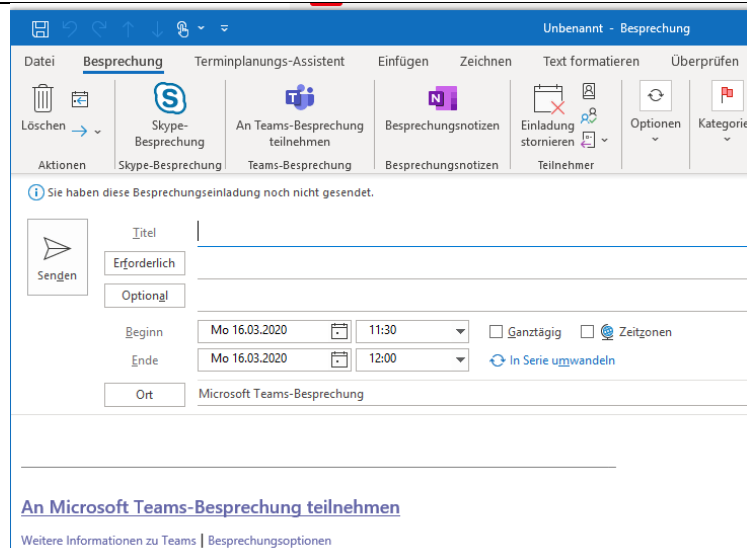 Unbenannt - Besprechung
Datei Besprechung Terminplanungs-Assistent Einfügen Zeichnen Text formatieren Überprüfen
Löschen
Skype-
Besprechung
An Teams-Besprechung
teilnehmen
Besprechungsnotizen
Einladung
stornieren
Optionen
Kategorie
Aktionen Skype-Besprechung Teams-Besprechung Besprechungsnotizen Teilnehmer
Sie haben diese Besprechungseinladung noch nicht gesendet.
Senden
Titel
Erforderlich
Optional
Beginn Mo 16.03.2020 11:30 Ganztägig Zeitzonen
Ende Mo 16.03.2020 12:00 In Serie umwandeln
Ort Microsoft Teams-Besprechung
An Microsoft Teams-Besprechung teilnehmen
Weitere Informationen zu Teams | Besprechungsoptionen